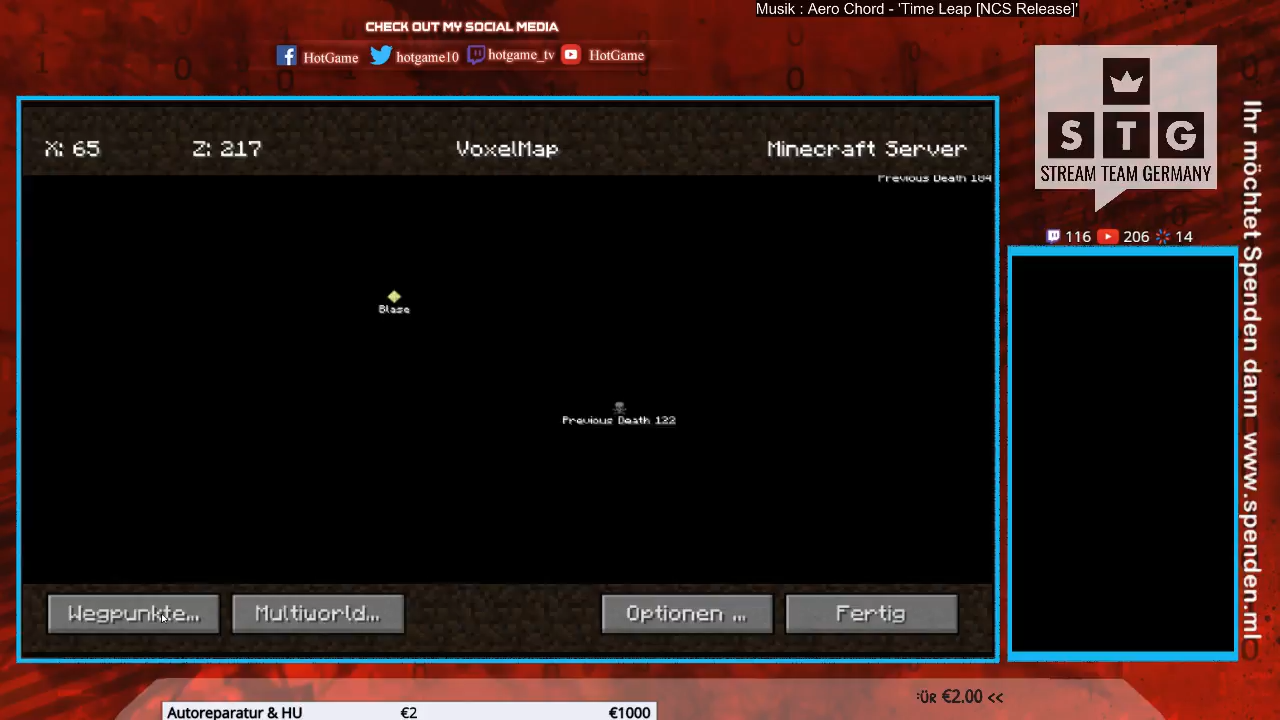 Musik : Aero Chord - 'Time Leap [NCS Release]'
CHECK OUT MY SOCIAL MEDIA
HotGame hotgame10 hotgame_tv HotGame
X: 65 Z: 217 VoxelMap Minecraft Server
Previous Death 184
Blase
Previous Death 122
Wegpunkte... Multiworld... Optionen ... Fertig
S T G
STREAM TEAM GERMANY
116 206 14
Ihr möchtet Spenden dann www.spenden.ml
:ÜR €2.00 <<
Autoreparatur & HU €2 €1000